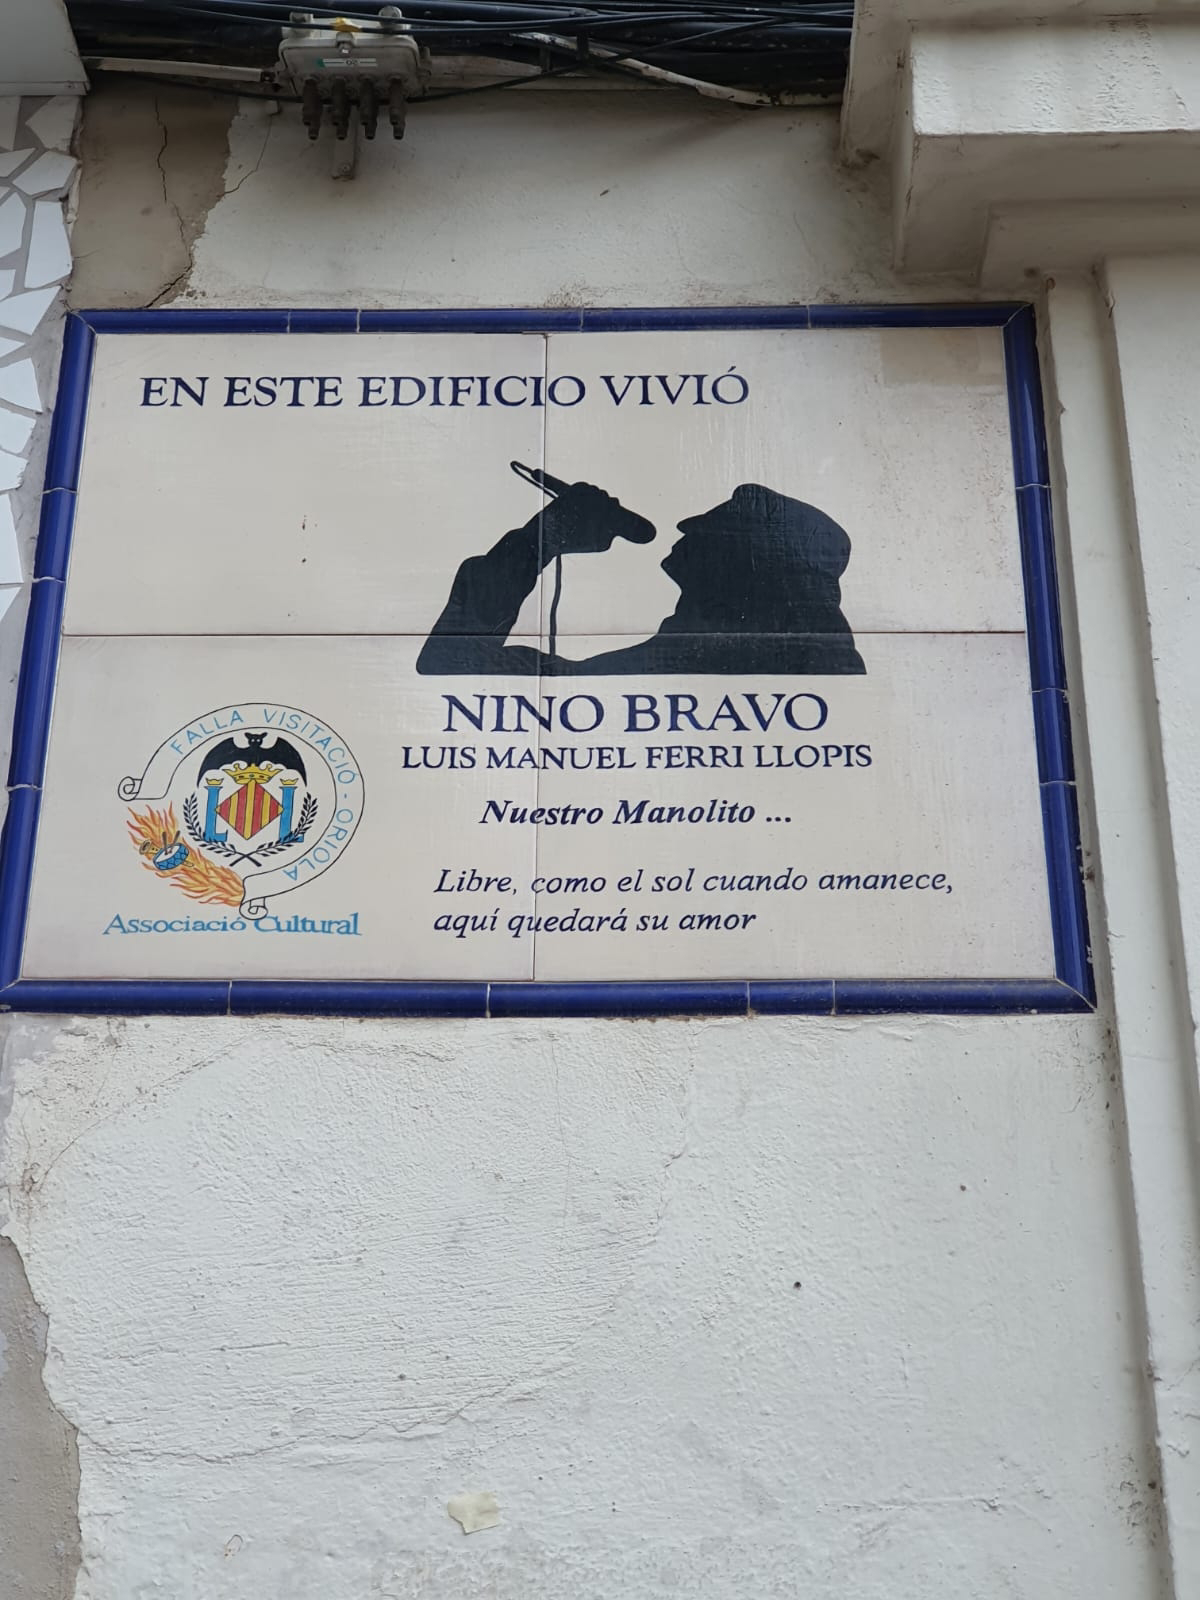 EN ESTE EDIFICIO VIVIÓ
NINO BRAVO
LUIS MANUEL FERRI LLOPIS
Nuestro Manolito ...
Libre, como el sol cuando amanece,
aquí quedará su amor
FALLA VISITACIÓ - ORIOLA
L L
Associació Cultural